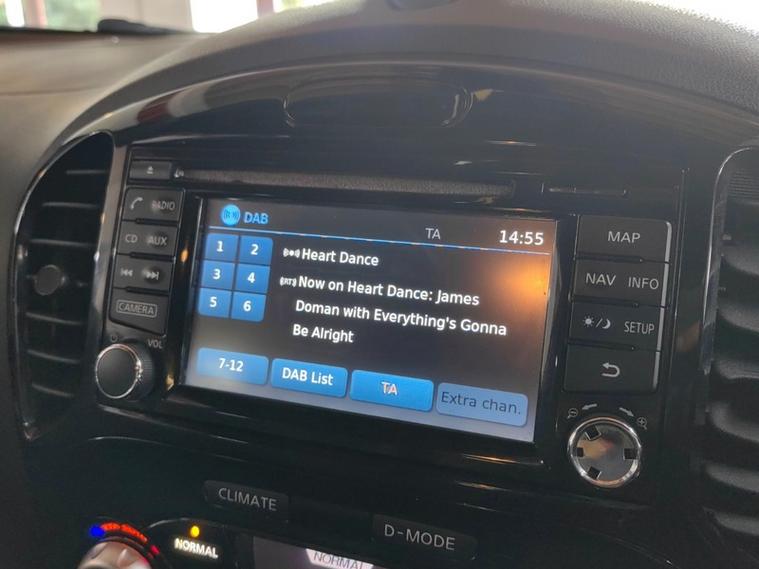 DAB
TA
14:55
1
2
3
4
5
6
Heart Dance
RT
Now on Heart Dance: James
Doman with Everything's Gonna
Be Alright
7-12
DAB List
TA
Extra chan.
RADIO
CD AUX
CAMERA
VOL
MAP
NAV INFO
SETUP
CLIMATE
D-MODE
NORMAL
NORMAL